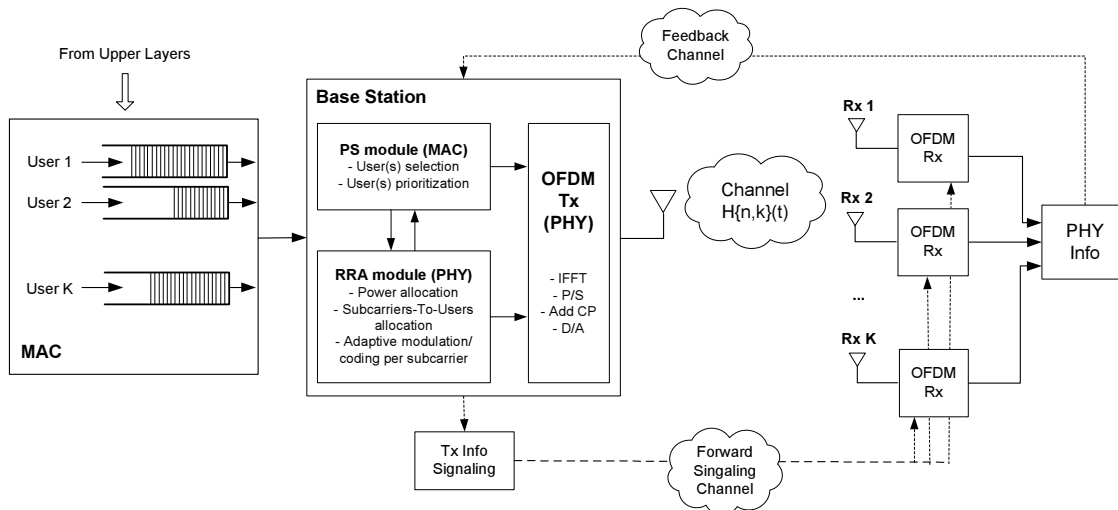 From Upper Layers
User 1
User 2
User K
MAC
Base Station
PS module (MAC)
- User(s) selection
- User(s) prioritization
RRA module (PHY)
- Power allocation
- Subcarriers-To-Users
allocation
- Adaptive modulation/
coding per subcarrier
OFDM
Tx
(PHY)
- IFFT
- P/S
- Add CP
- D/A
Tx Info
Signaling
Feedback
Channel
Channel
H{n,k}(t)
Forward
Singaling
Channel
Rx 1
OFDM
Rx
Rx 2
OFDM
Rx
...
Rx K
OFDM
Rx
PHY
Info